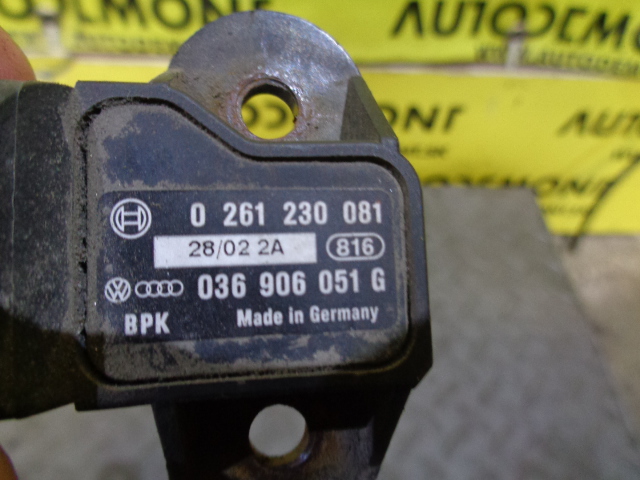 AUTODEMONT
AUTODEMONT
0 261 230 081
28/02 2A 816
036 906 051 G
BPK Made in Germany